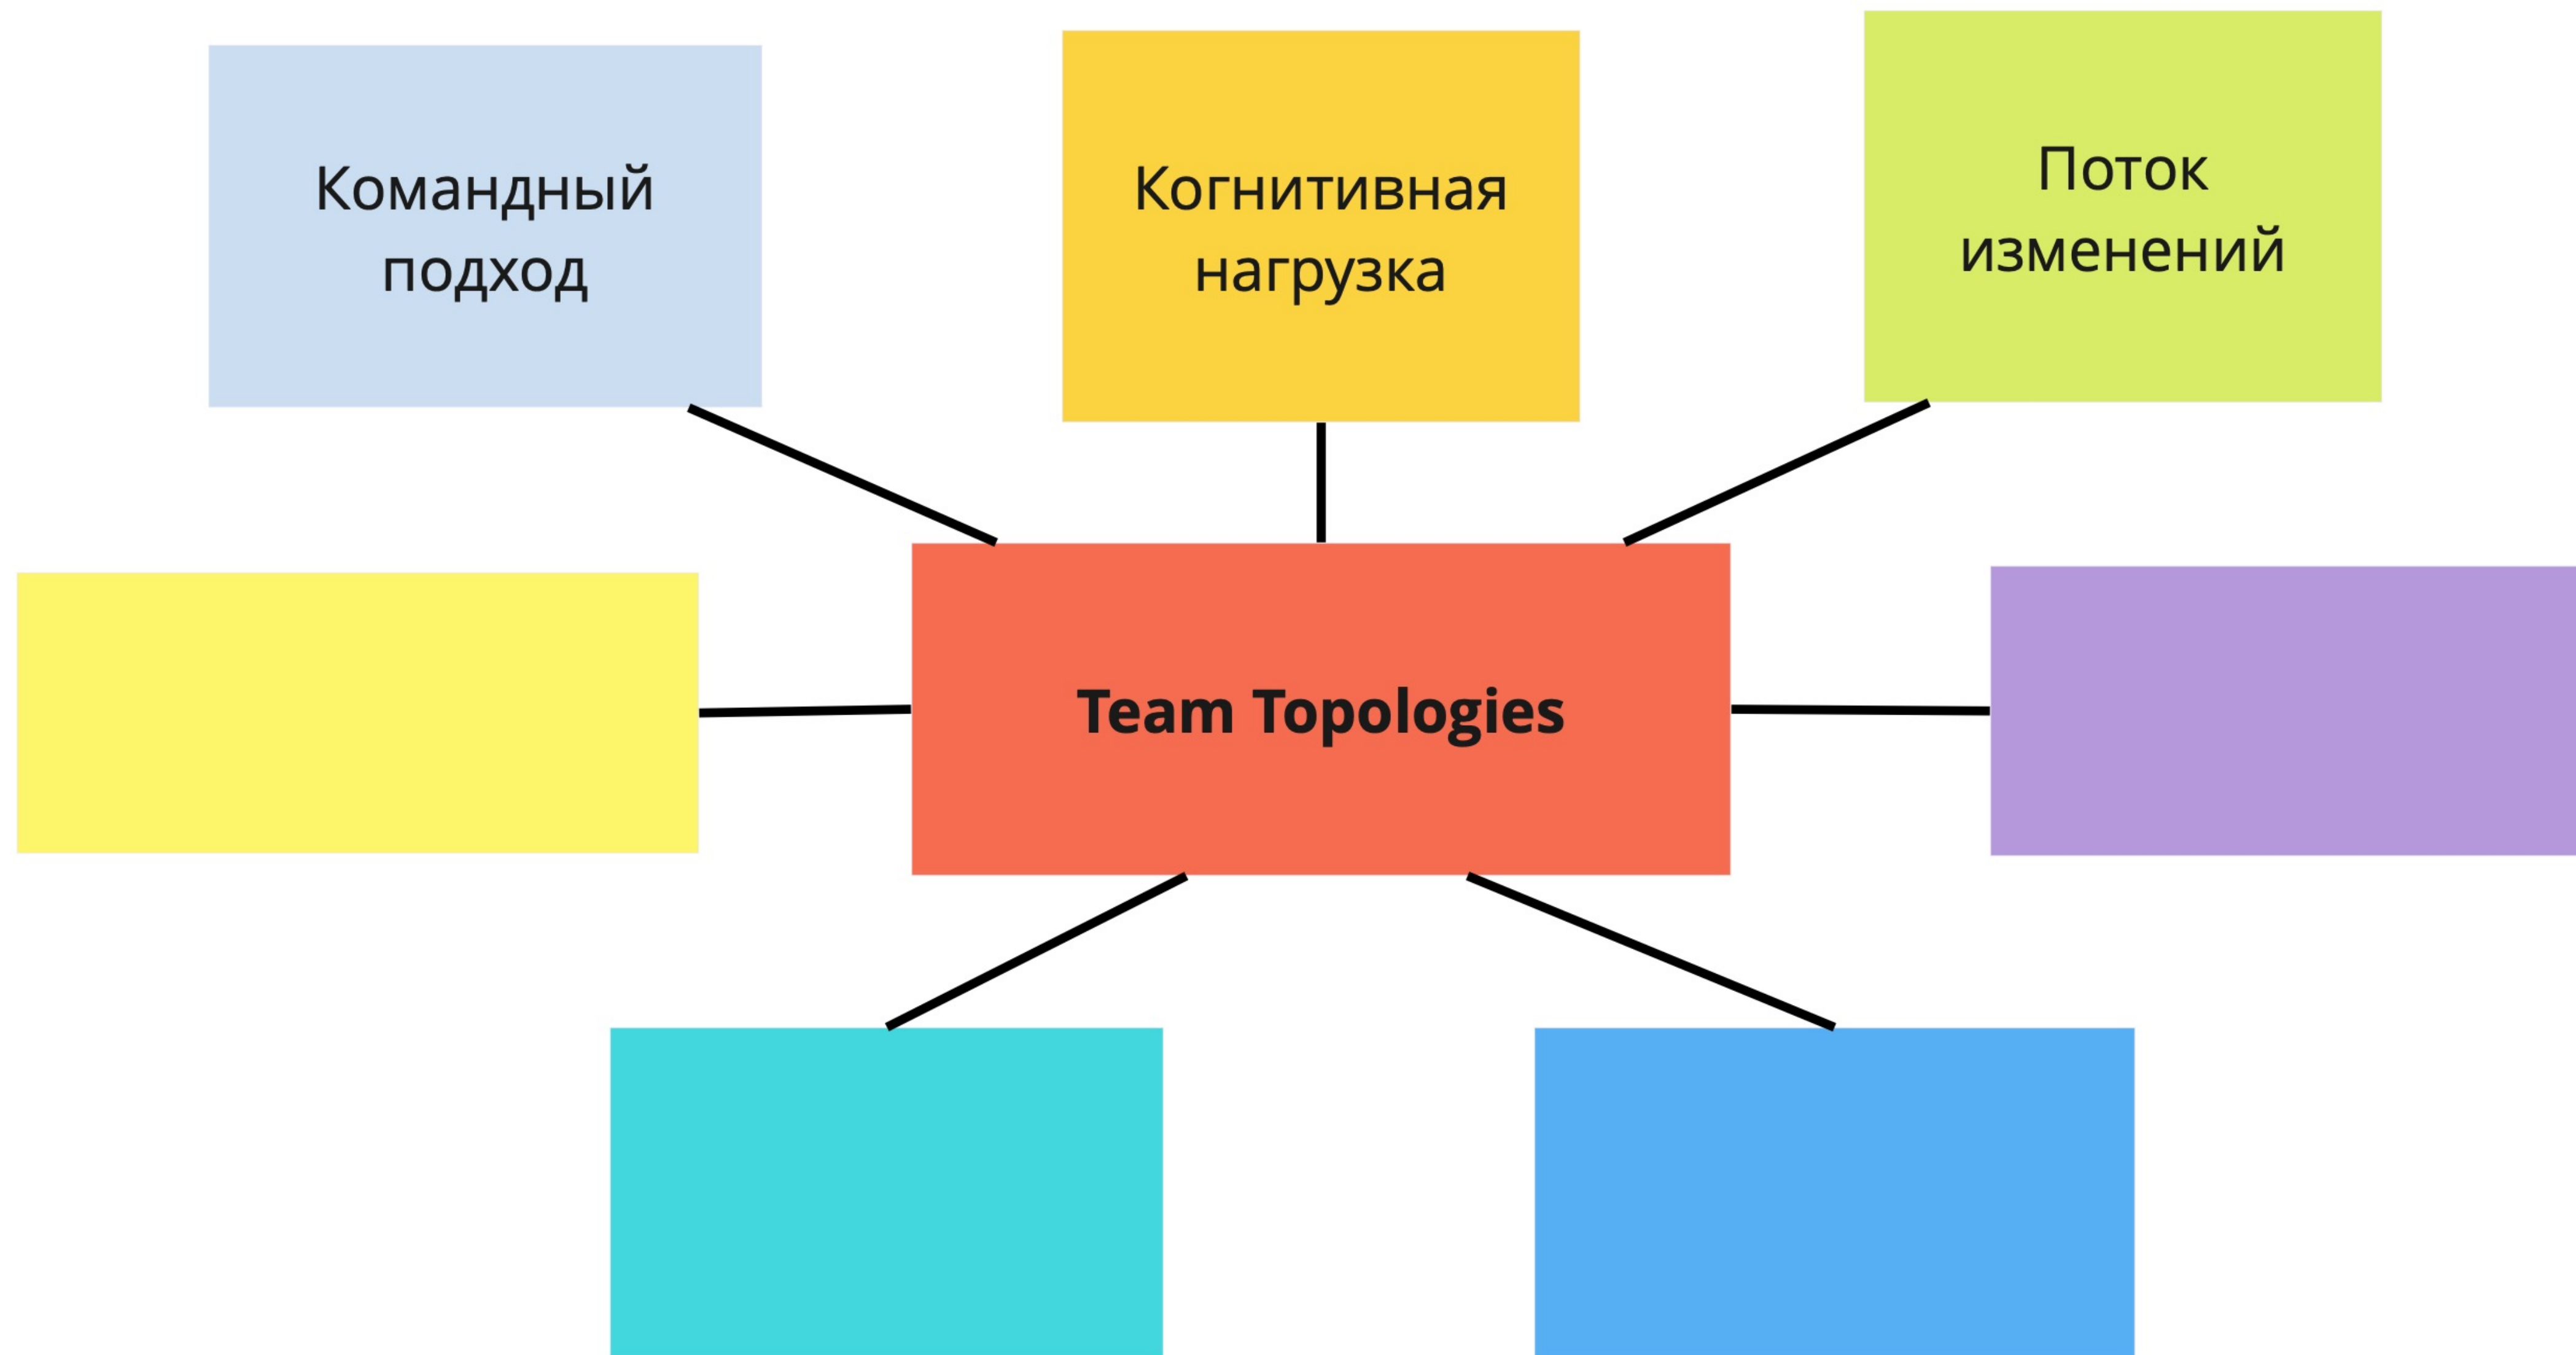 Командный
подход
Когнитивная
нагрузка
Поток
изменений
Team Topologies